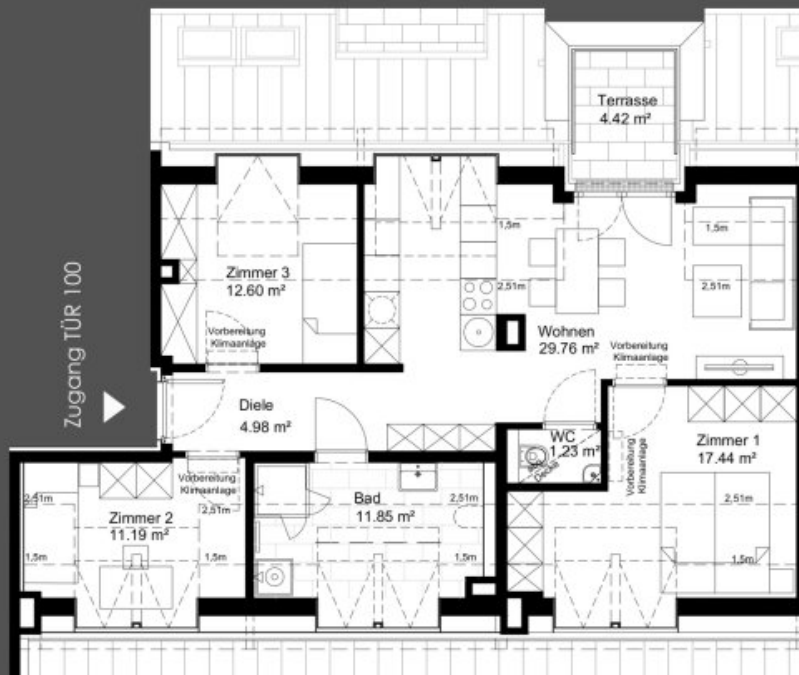 Terrasse
4.42 m²
1,5m
1,5m
Zugang TÜR 100
Zimmer 3
12.60 m²
2,51m
2,51m
Vorbereitung
Klimaanlage
Wohnen
29.76 m²
Vorbereitung
Klimaanlage
Diele
4.98 m²
WC
1.23 m²
Zimmer 1
17.44 m²
Vorbereitung
Klimaanlage
Vorbereitung
Klimaanlage
2,51m
2,51m
Zimmer 2
11.19 m²
Bad
11.85 m²
2,51m
2,51m
1,5m
1,5m
1,5m
1,5m